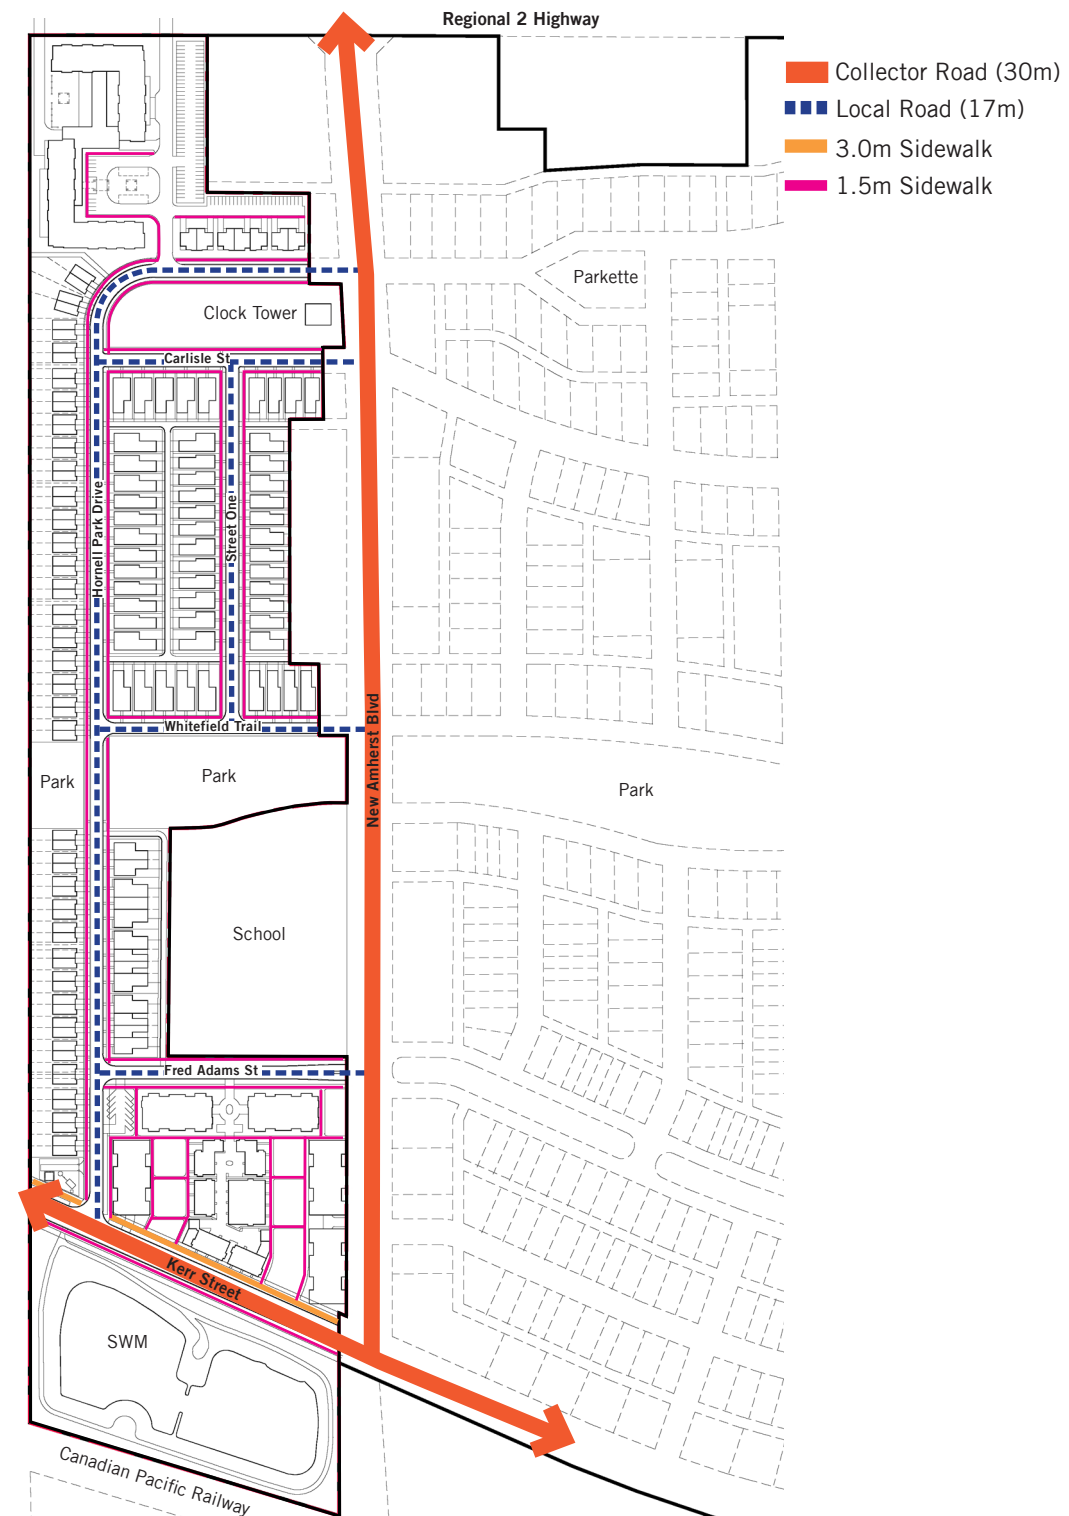 Regional 2 Highway
Collector Road (30m)
Local Road (17m)
3.0m Sidewalk
1.5m Sidewalk
Parkette
Clock Tower
Carlisle St
Hornell Park Drive
Street One
New Amherst Blvd
Whitefield Trail
Park
Park
Park
School
Fred Adams St
Kerr Street
SWM
Canadian Pacific Railway